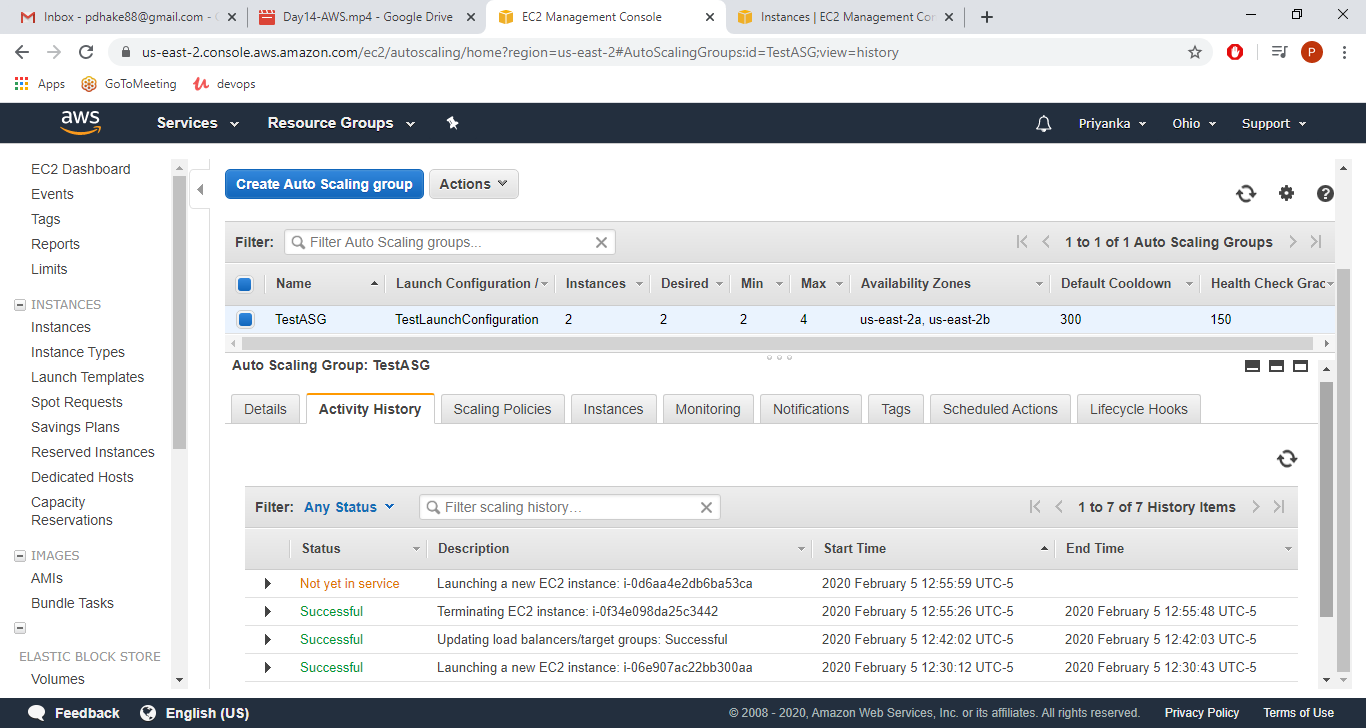 Inbox - pdhake88@gmail.com -
Day14-AWS.mp4 - Google Drive
EC2 Management Console
Instances | EC2 Management Con
us-east-2.console.aws.amazon.com/ec2/autoscaling/home?region=us-east-2#AutoScalingGroups:id=TestASG;view=history
P
Apps
GoToMeeting
devops
aws
Services
Resource Groups
Priyanka
Ohio
Support
EC2 Dashboard
Events
Tags
Reports
Limits
INSTANCES
Instances
Instance Types
Launch Templates
Spot Requests
Savings Plans
Reserved Instances
Dedicated Hosts
Capacity
Reservations
IMAGES
AMIs
Bundle Tasks
ELASTIC BLOCK STORE
Volumes
Create Auto Scaling group
Actions
Filter: Filter Auto Scaling groups...
1 to 1 of 1 Auto Scaling Groups
Name Launch Configuration / Instances Desired Min Max Availability Zones Default Cooldown Health Check Grac
TestASG TestLaunchConfiguration 2 2 2 4 us-east-2a, us-east-2b 300 150
Auto Scaling Group: TestASG
Details Activity History Scaling Policies Instances Monitoring Notifications Tags Scheduled Actions Lifecycle Hooks
Filter: Any Status Filter scaling history... 1 to 7 of 7 History Items
Status Description Start Time End Time
Not yet in service Launching a new EC2 instance: i-0d6aa4e2db6ba53ca 2020 February 5 12:55:59 UTC-5
Successful Terminating EC2 instance: i-0f34e098da25c3442 2020 February 5 12:55:26 UTC-5 2020 February 5 12:55:48 UTC-5
Successful Updating load balancers/target groups: Successful 2020 February 5 12:42:02 UTC-5 2020 February 5 12:42:03 UTC-5
Successful Launching a new EC2 instance: i-06e907ac22bb300aa 2020 February 5 12:30:12 UTC-5 2020 February 5 12:30:43 UTC-5
Feedback
English (US)
© 2008 - 2020, Amazon Web Services, Inc. or its affiliates. All rights reserved.
Privacy Policy
Terms of Use